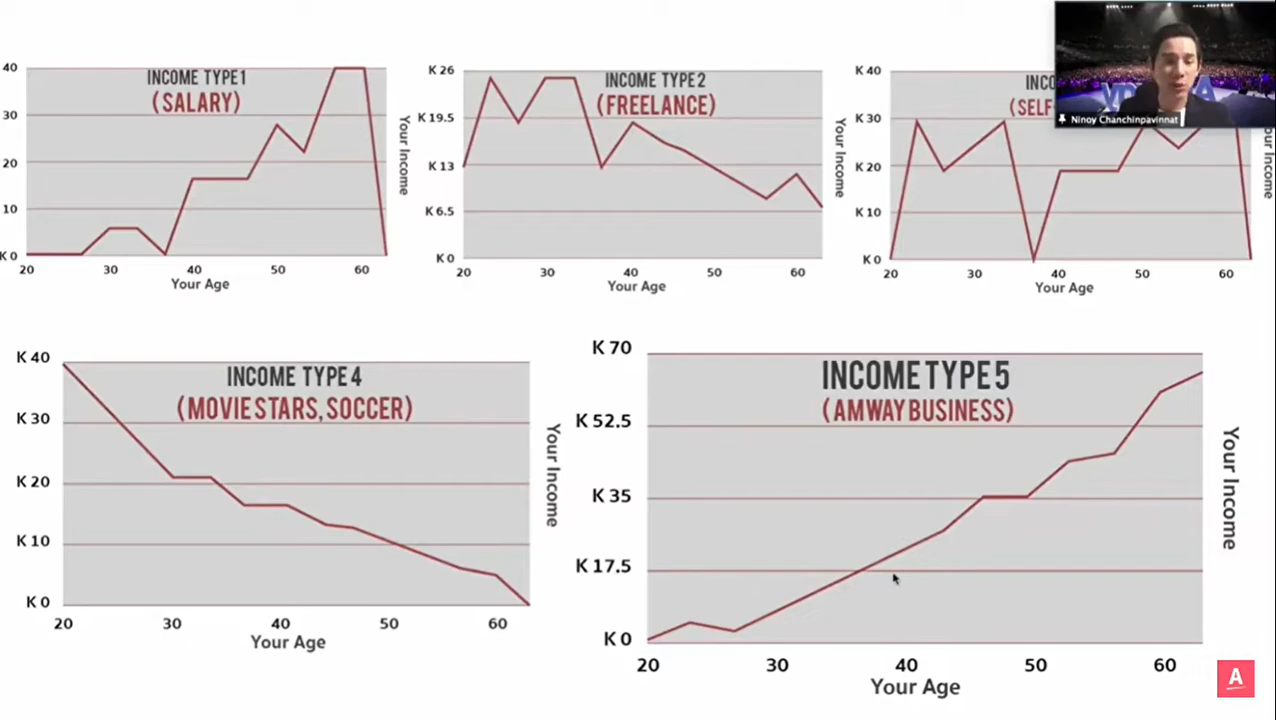 INCOME TYPE 1
(SALARY)
40
30
20
10
K 0
20 30 40 50 60
Your Age
Your Income
INCOME TYPE 2
(FREELANCE)
K 26
K 19.5
K 13
K 6.5
K 0
20 30 40 50 60
Your Age
Your Income
K 40
K 30
K 20
K 10
K 0
20 30 40 50 60
Your Age
Your Income
Ninoy Chanchinpavinnat
INCOME TYPE 4
(MOVIE STARS, SOCCER)
K 40
K 30
K 20
K 10
K 0
20 30 40 50 60
Your Age
Your Income
INCOME TYPE 5
(AMWAY BUSINESS)
K 70
K 52.5
K 35
K 17.5
K 0
20 30 40 50 60
Your Age
Your Income
A